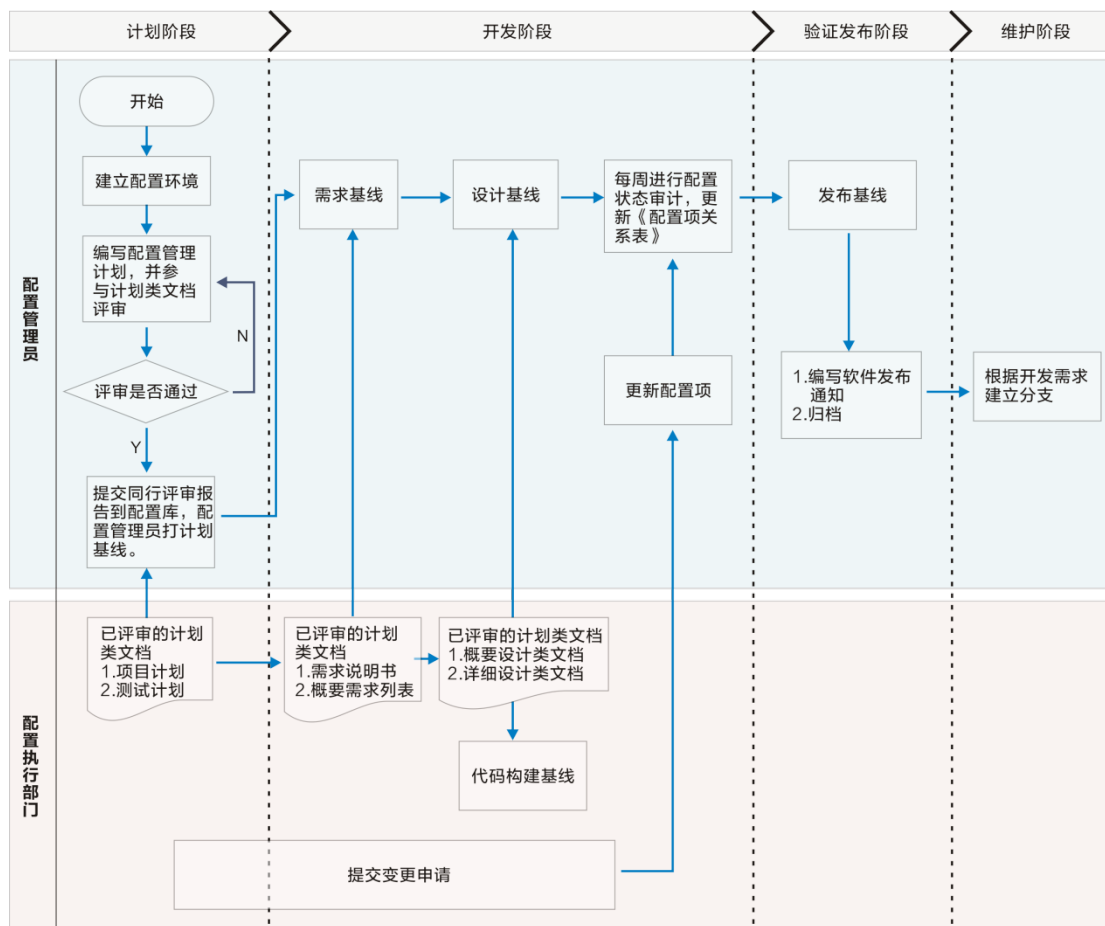 计划阶段
开发阶段
验证发布阶段
维护阶段
配置管理员
开始
建立配置环境
编写配置管理
计划，并参
与计划类文档
评审
N
评审是否通过
Y
提交同行评审报
告到配置库，配
置管理员打计划
基线。
需求基线
设计基线
每周进行配置
状态审计，更
新《配置项关
系表》
更新配置项
发布基线
1.编写软件发布
通知
2.归档
根据开发需求
建立分支
配置执行部门
已评审的计划
类文档
1.项目计划
2.测试计划
已评审的计划
类文档
1.需求说明书
2.概要需求列表
已评审的计划类文档
1.概要设计类文档
2.详细设计类文档
代码构建基线
提交变更申请